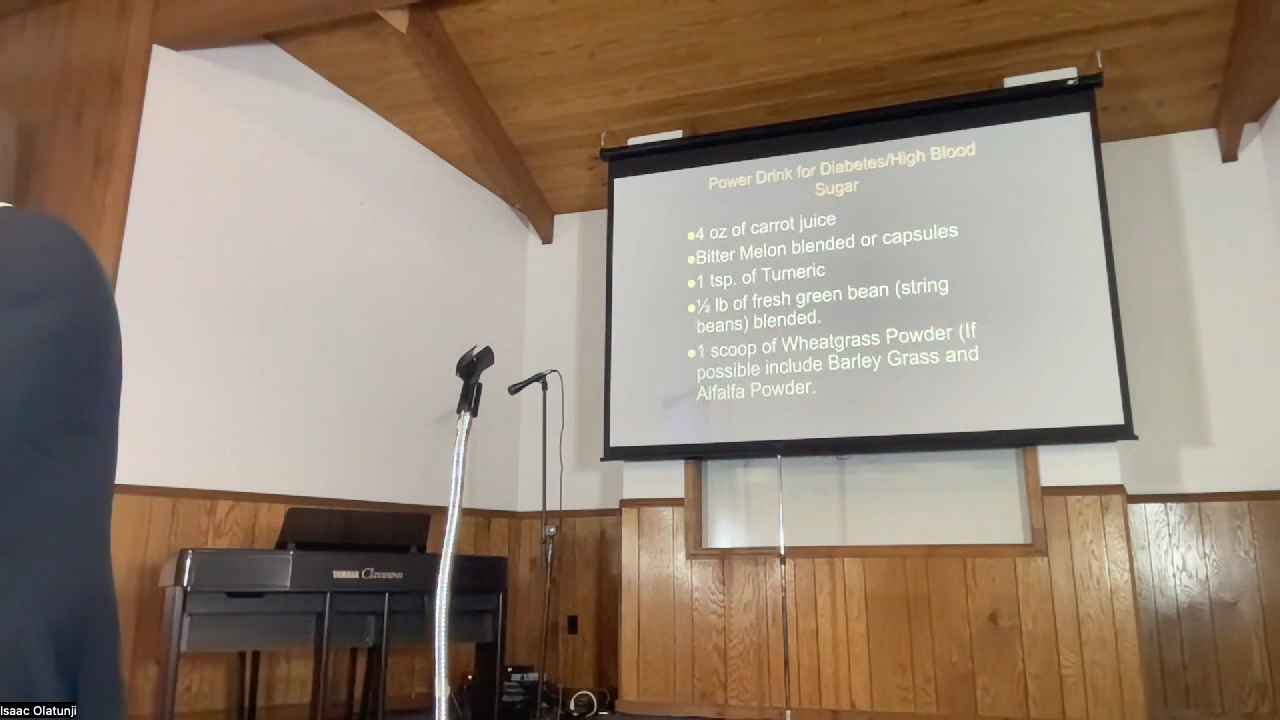 Power Drink for Diabetes/High Blood
Sugar
•4 oz of carrot juice
•Bitter Melon blended or capsules
•1 tsp. of Tumeric
•½ lb of fresh green bean (string
beans) blended.
•1 scoop of Wheatgrass Powder (If
possible include Barley Grass and
Alfalfa Powder.
YAMAHA Clavinova
Isaac Olatunji